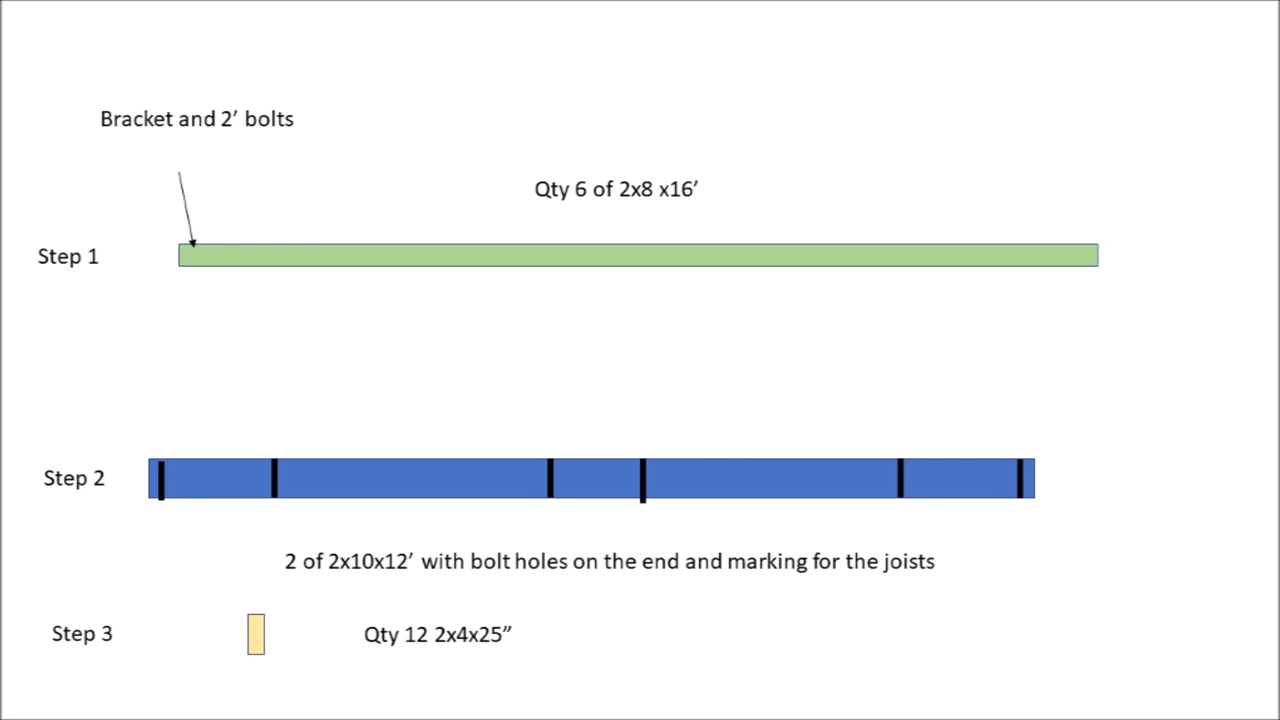 Bracket and 2’ bolts
Qty 6 of 2x8 x16’
Step 1
Step 2
2 of 2x10x12’ with bolt holes on the end and marking for the joists
Step 3
Qty 12 2x4x25”